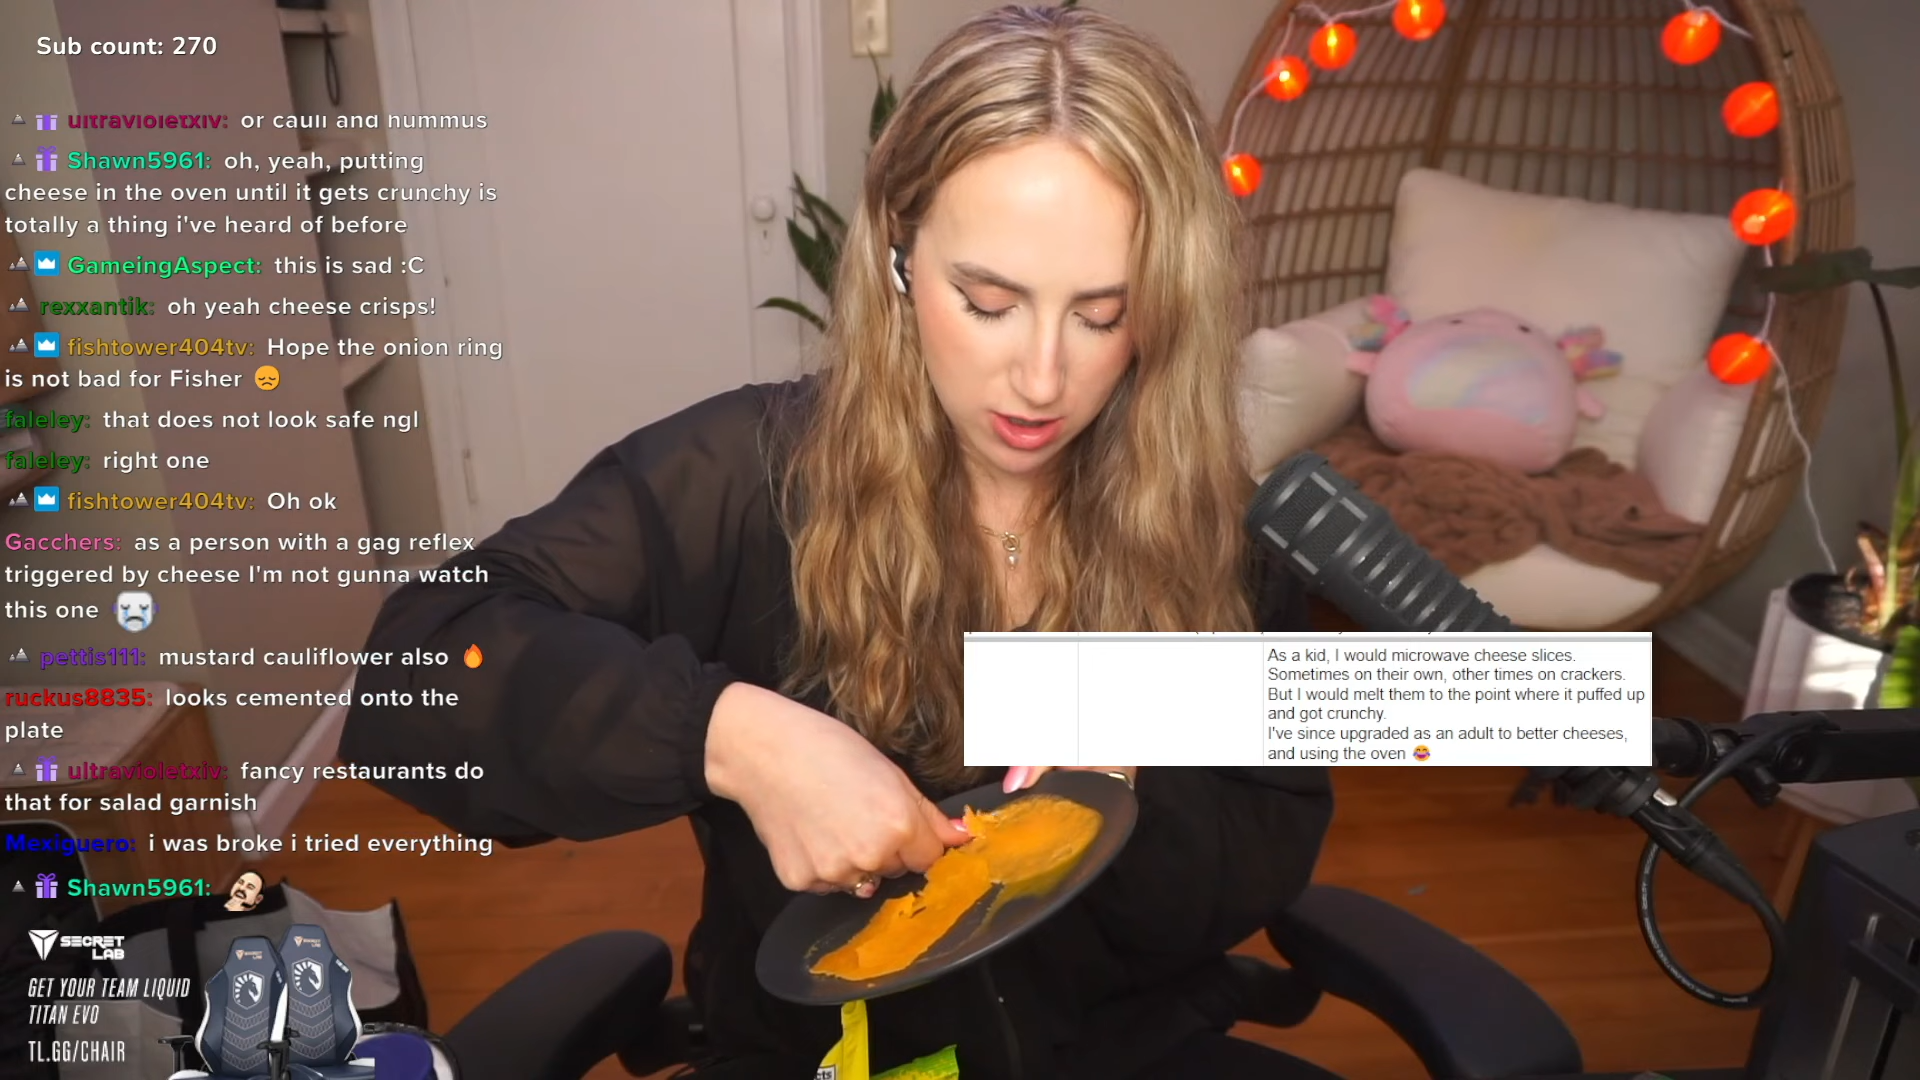 Sub count: 270
ultravioletxiv: or cauli and hummus
Shawn5961: oh, yeah, putting
cheese in the oven until it gets crunchy is
totally a thing i've heard of before
GameingAspect: this is sad :C
rexxantik: oh yeah cheese crisps!
fishtower404tv: Hope the onion ring
is not bad for Fisher 😞
faleley: that does not look safe ngl
faleley: right one
fishtower404tv: Oh ok
Gacchers: as a person with a gag reflex
triggered by cheese I'm not gunna watch
this one
pettis111: mustard cauliflower also 🔥
ruckus8835: looks cemented onto the
plate
ultravioletxiv: fancy restaurants do
that for salad garnish
Mexiguero: i was broke i tried everything
Shawn5961:
SECRET
LAB
GET YOUR TEAM LIQUID
TITAN EVO
TL.GG/CHAIR
As a kid, I would microwave cheese slices.
Sometimes on their own, other times on crackers.
But I would melt them to the point where it puffed up
and got crunchy.
I've since upgraded as an adult to better cheeses,
and using the oven 😂